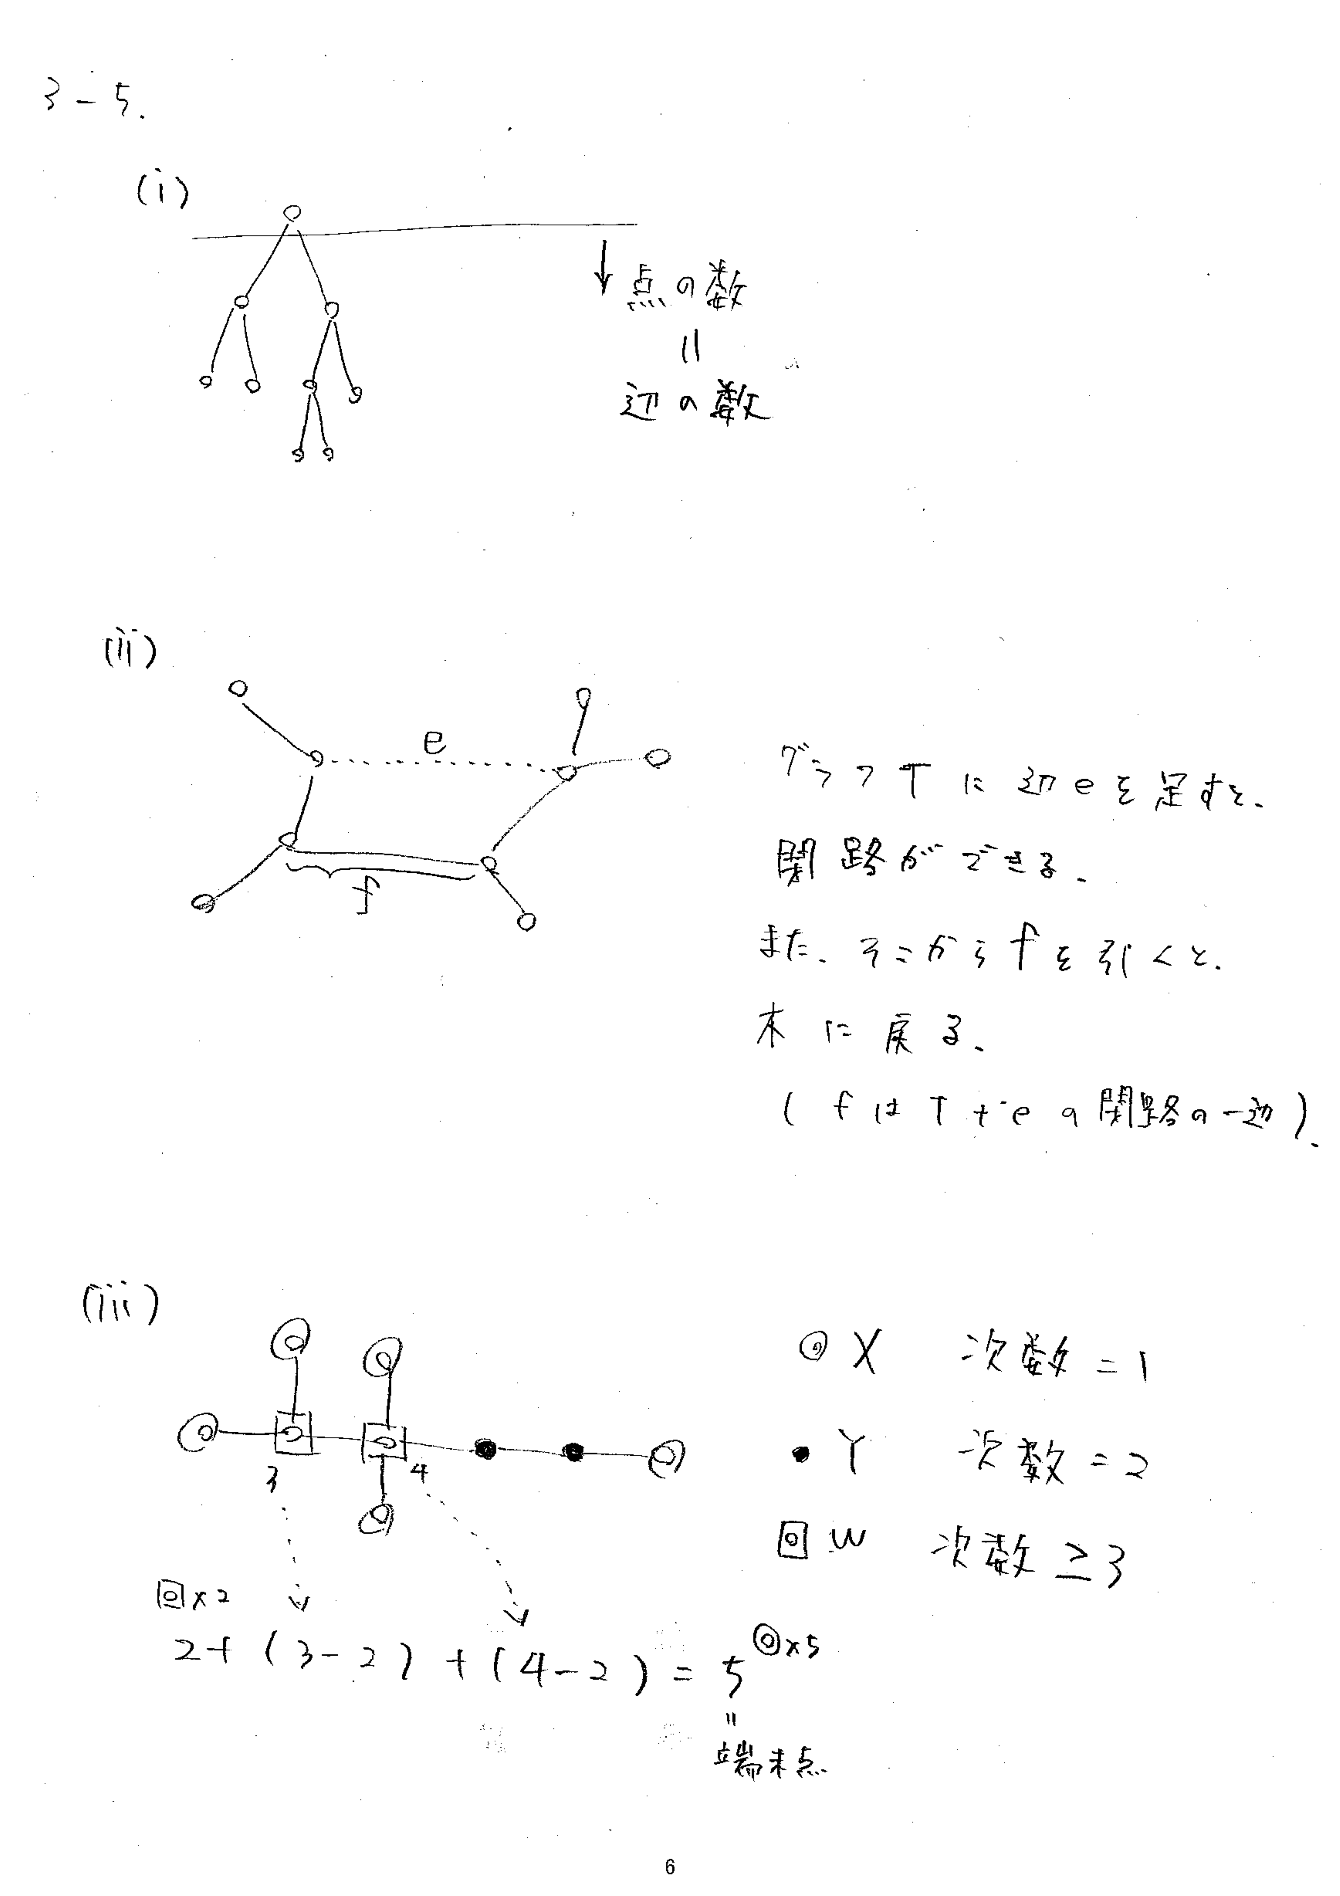 3-5.
(i)
↓点の数
=
辺の数
(ii)
e
f
グラフTに辺eを足すと、
閉路ができる.
また、そこからfを引くと、
木に戻る.
(fはT+eの閉路の一辺).
(iii)
◎ X 次数=1
● Y 次数=2
回 W 次数≥3
3 4
回×2
2+(3-2)+(4-2)=5 ◎×5
=
端末点
6